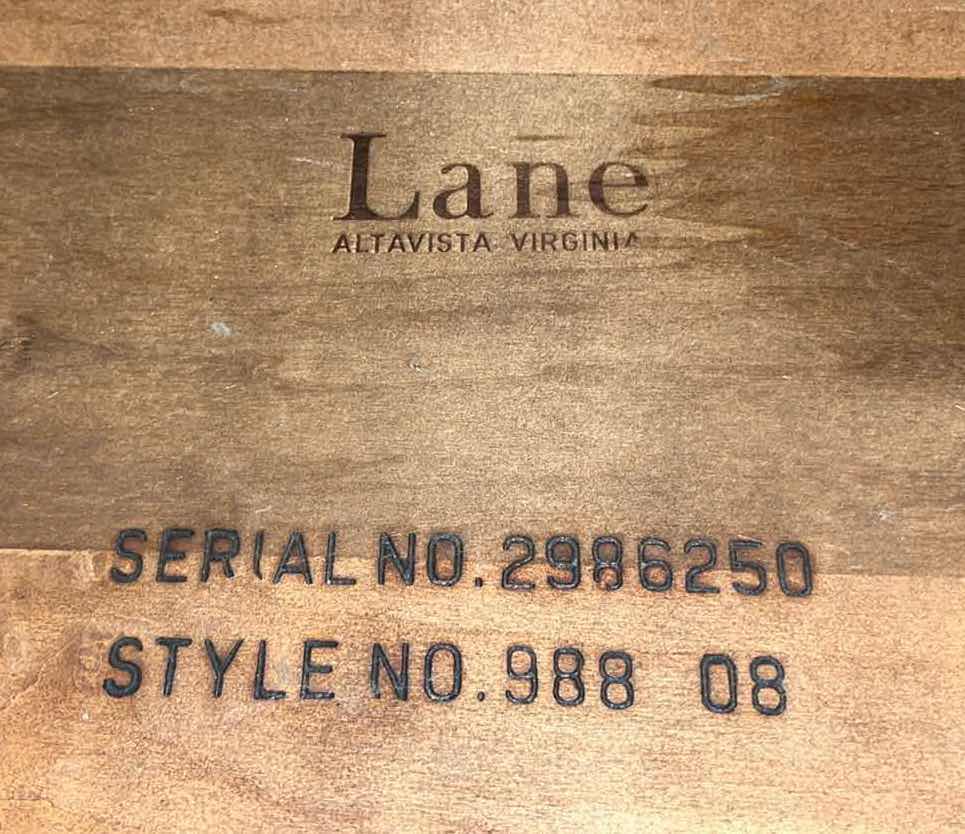 Lane
ALTAVISTA VIRGINIA
SERIAL NO. 2986250
STYLE NO. 988 08